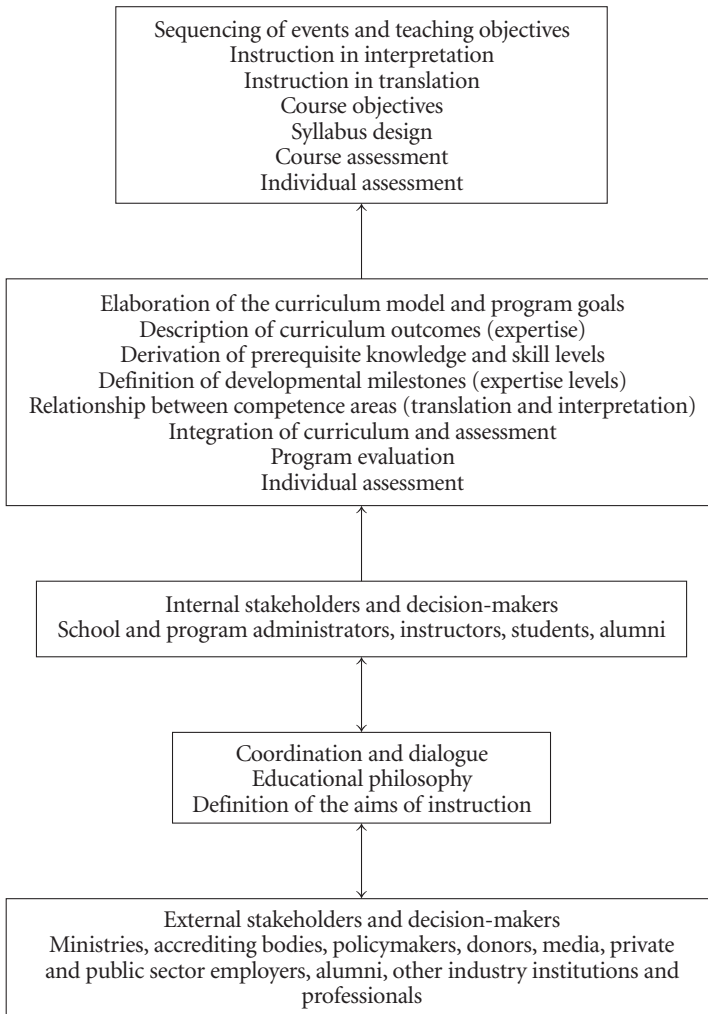 Sequencing of events and teaching objectives
Instruction in interpretation
Instruction in translation
Course objectives
Syllabus design
Course assessment
Individual assessment
Elaboration of the curriculum model and program goals
Description of curriculum outcomes (expertise)
Derivation of prerequisite knowledge and skill levels
Definition of developmental milestones (expertise levels)
Relationship between competence areas (translation and interpretation)
Integration of curriculum and assessment
Program evaluation
Individual assessment
Internal stakeholders and decision-makers
School and program administrators, instructors, students, alumni
Coordination and dialogue
Educational philosophy
Definition of the aims of instruction
External stakeholders and decision-makers
Ministries, accrediting bodies, policymakers, donors, media, private
and public sector employers, alumni, other industry institutions and
professionals